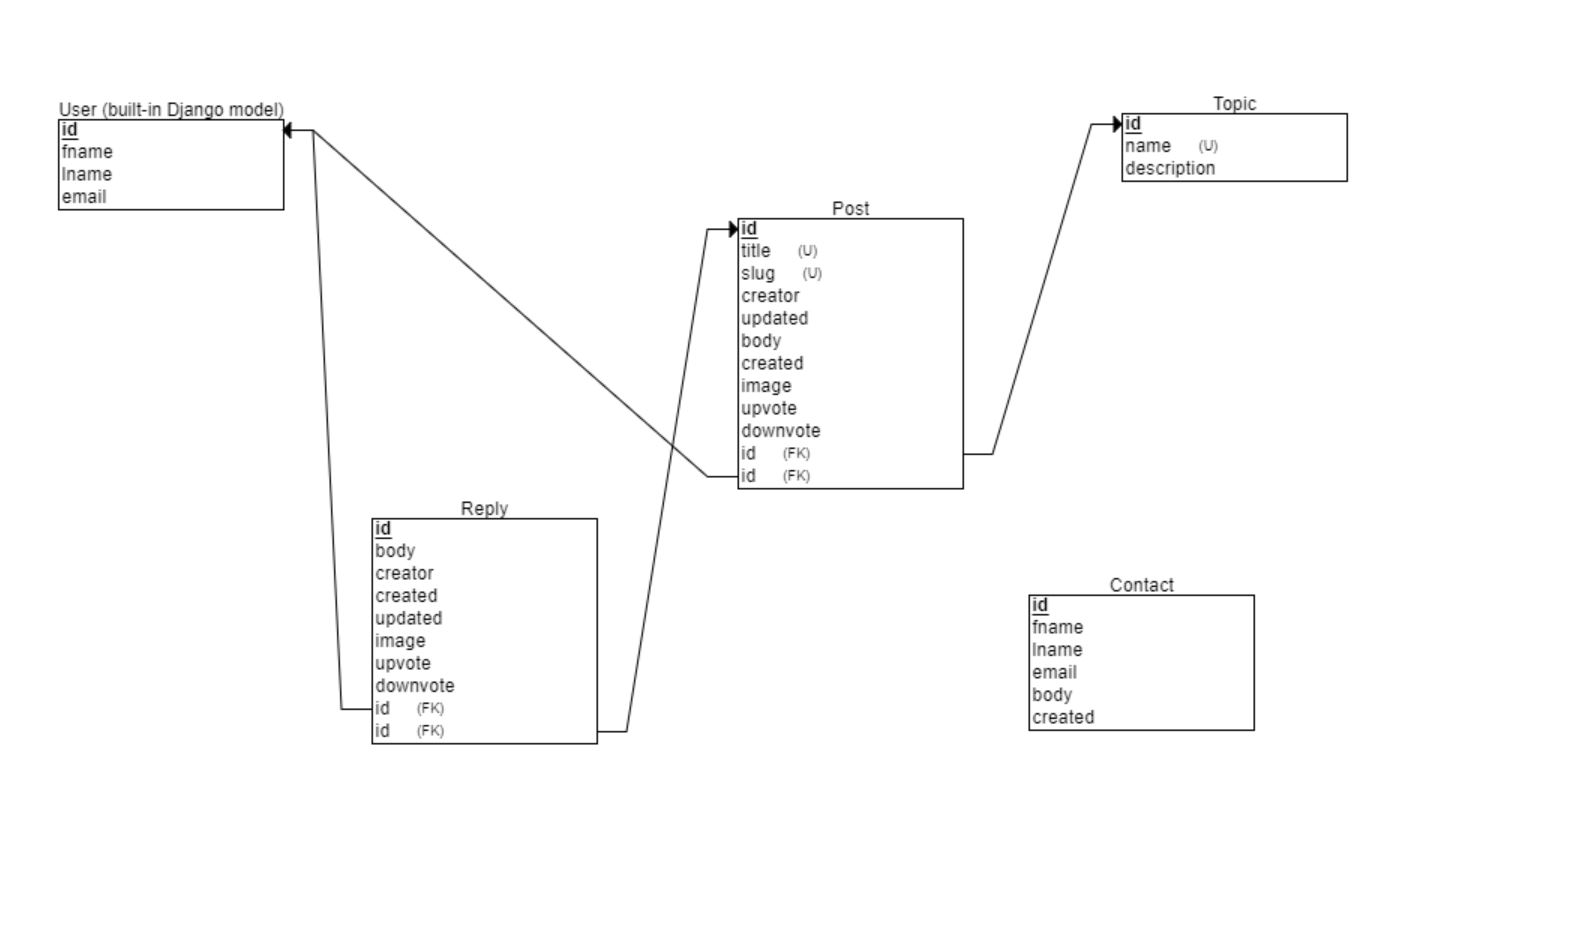 User (built-in Django model)
id
fname
lname
email
Topic
id
name (U)
description
Post
id
title (U)
slug (U)
creator
updated
body
created
image
upvote
downvote
id (FK)
id (FK)
Reply
id
body
creator
created
updated
image
upvote
downvote
id (FK)
id (FK)
Contact
id
fname
lname
email
body
created